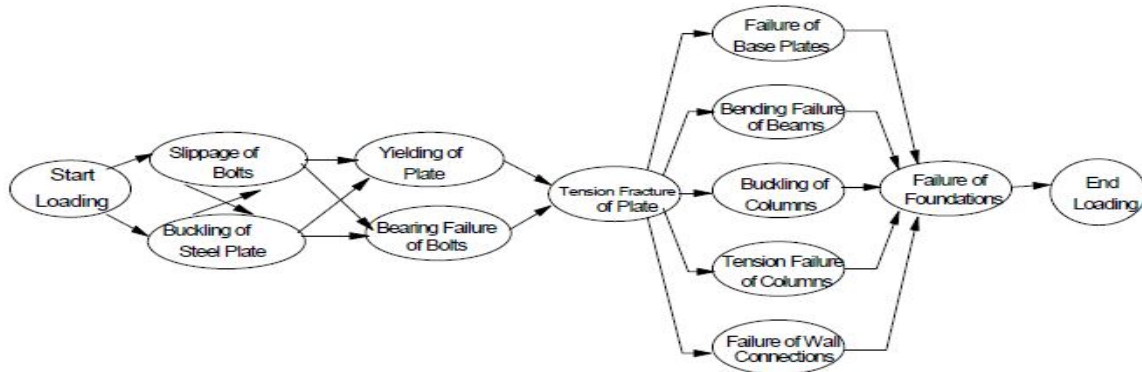 Start
Loading
Slippage of
Bolts
Buckling of
Steel Plate
Yielding of
Plate
Bearing Failure
of Bolts
Tension Fracture
of Plate
Failure of
Base Plates
Bending Failure
of Beams
Buckling of
Columns
Tension Failure
of Columns
Failure of Wall
Connections
Failure of
Foundations
End
Loading